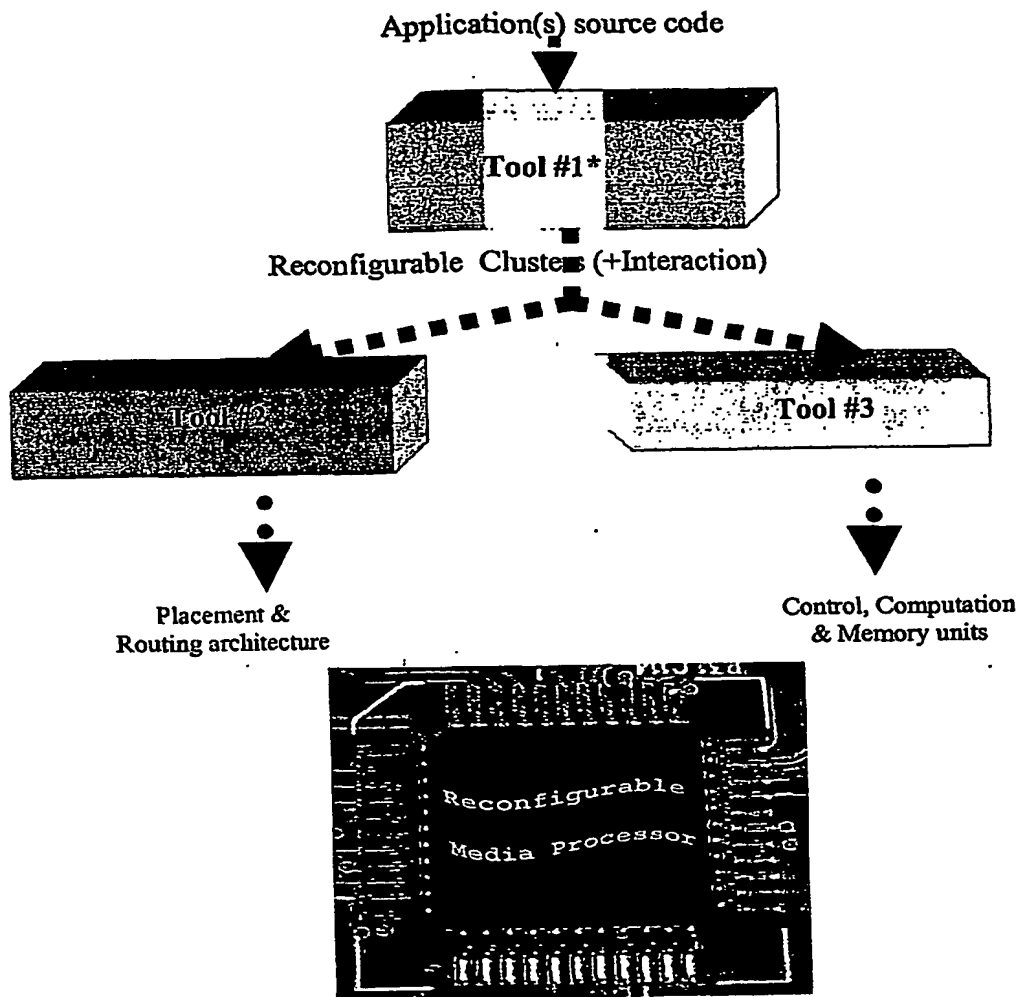 Application(s) source code
Tool #1*
Reconfigurable Clusters (+Interaction)
Tool #2
Tool #3
Placement &
Routing architecture
Control, Computation
& Memory units
Reconfigurable
Media Processor